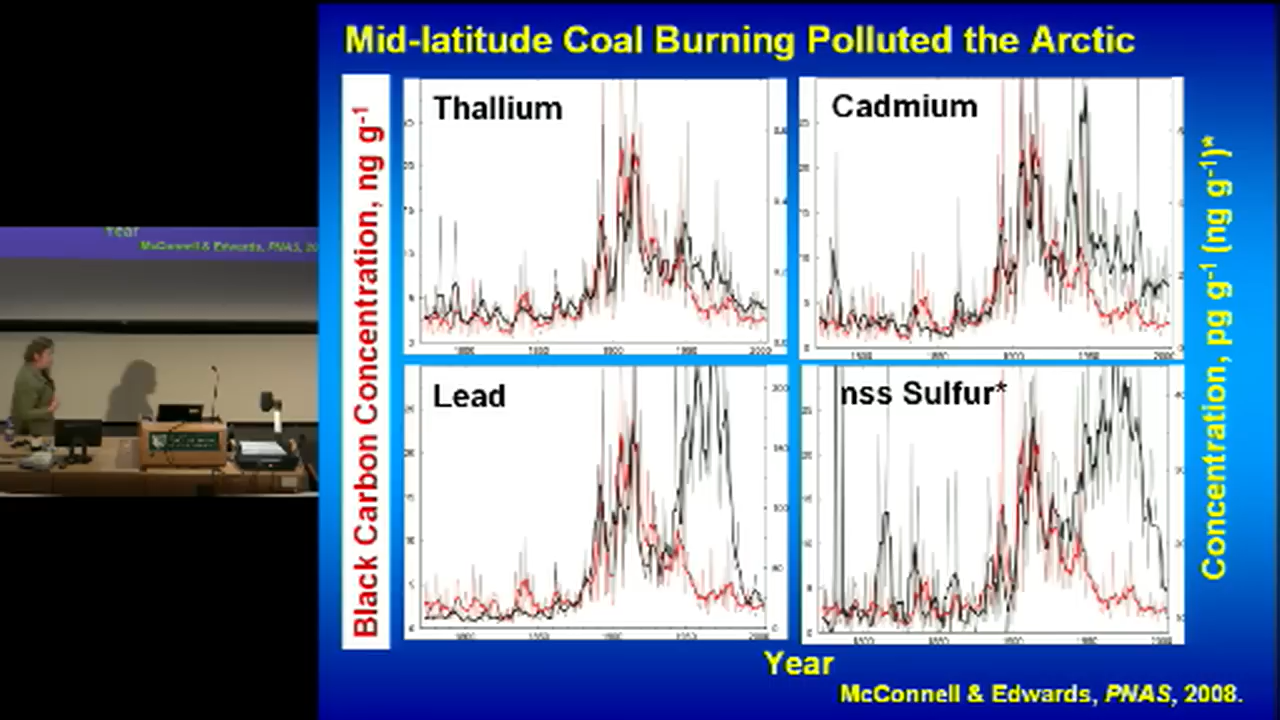 Mid-latitude Coal Burning Polluted the Arctic
Black Carbon Concentration, ng g-1
Thallium
Cadmium
Lead
nss Sulfur*
Concentration, pg g-1 (ng g-1)*
Year
McConnell & Edwards, PNAS, 2008.
Year
McConnell & Edwards, PNAS, 20